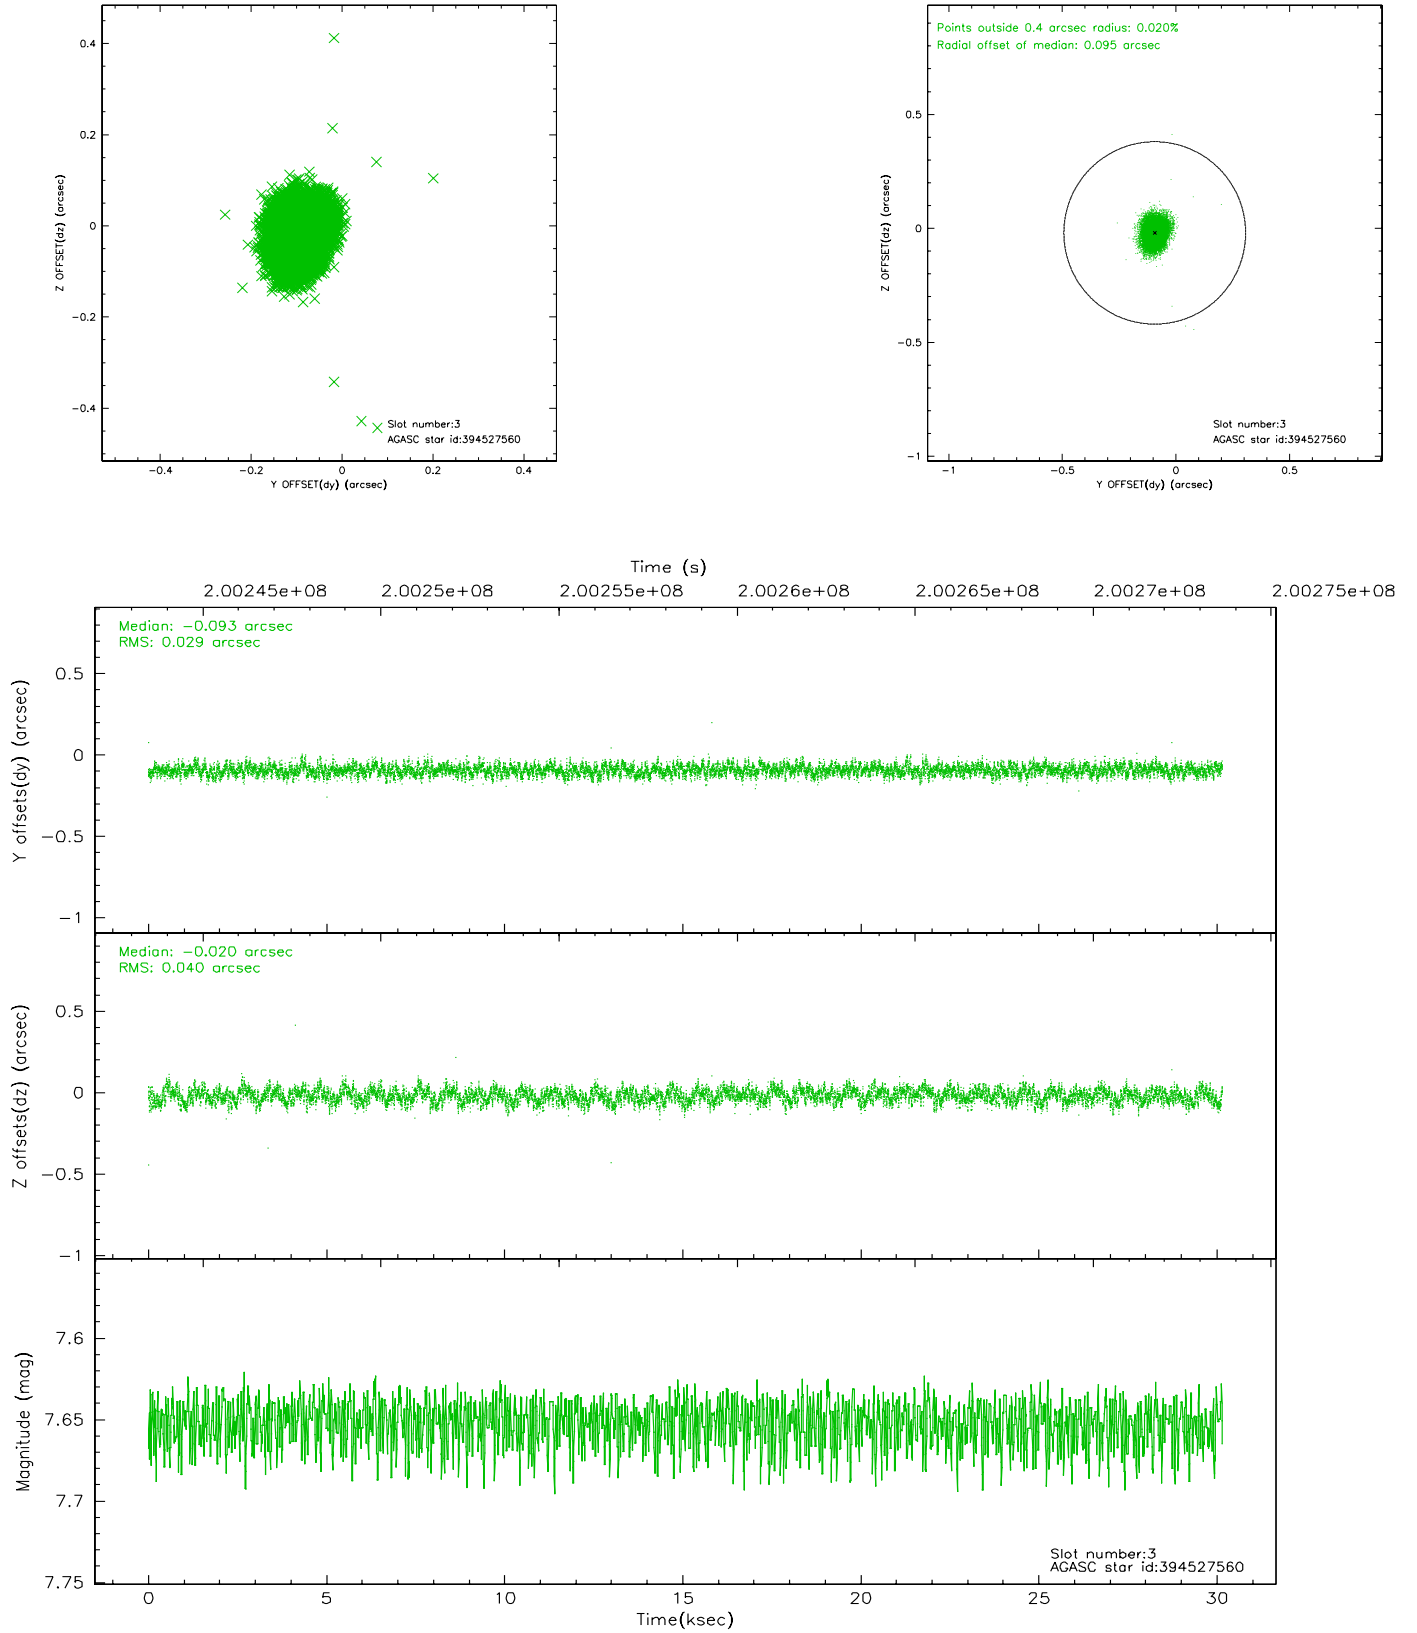 0.4
0.2
0
−0.2
−0.4
Z OFFSET(dz) (arcsec)
Slot number:3
AGASC star id:394527560
−0.4 −0.2 0 0.2 0.4
Y OFFSET(dy) (arcsec)
Points outside 0.4 arcsec radius: 0.020%
Radial offset of median: 0.095 arcsec
0.5
0
−0.5
−1
Z OFFSET(dz) (arcsec)
Slot number:3
AGASC star id:394527560
−1 −0.5 0 0.5
Y OFFSET(dy) (arcsec)
Time (s)
2.00245e+08 2.0025e+08 2.00255e+08 2.0026e+08 2.00265e+08 2.0027e+08 2.00275e+08
Median: −0.093 arcsec
RMS: 0.029 arcsec
0.5
0
−0.5
−1
Y offsets(dy) (arcsec)
Median: −0.020 arcsec
RMS: 0.040 arcsec
0.5
0
−0.5
−1
Z offsets(dz) (arcsec)
7.6
7.65
7.7
7.75
Magnitude (mag)
Slot number:3
AGASC star id:394527560
0 5 10 15 20 25 30
Time(ksec)